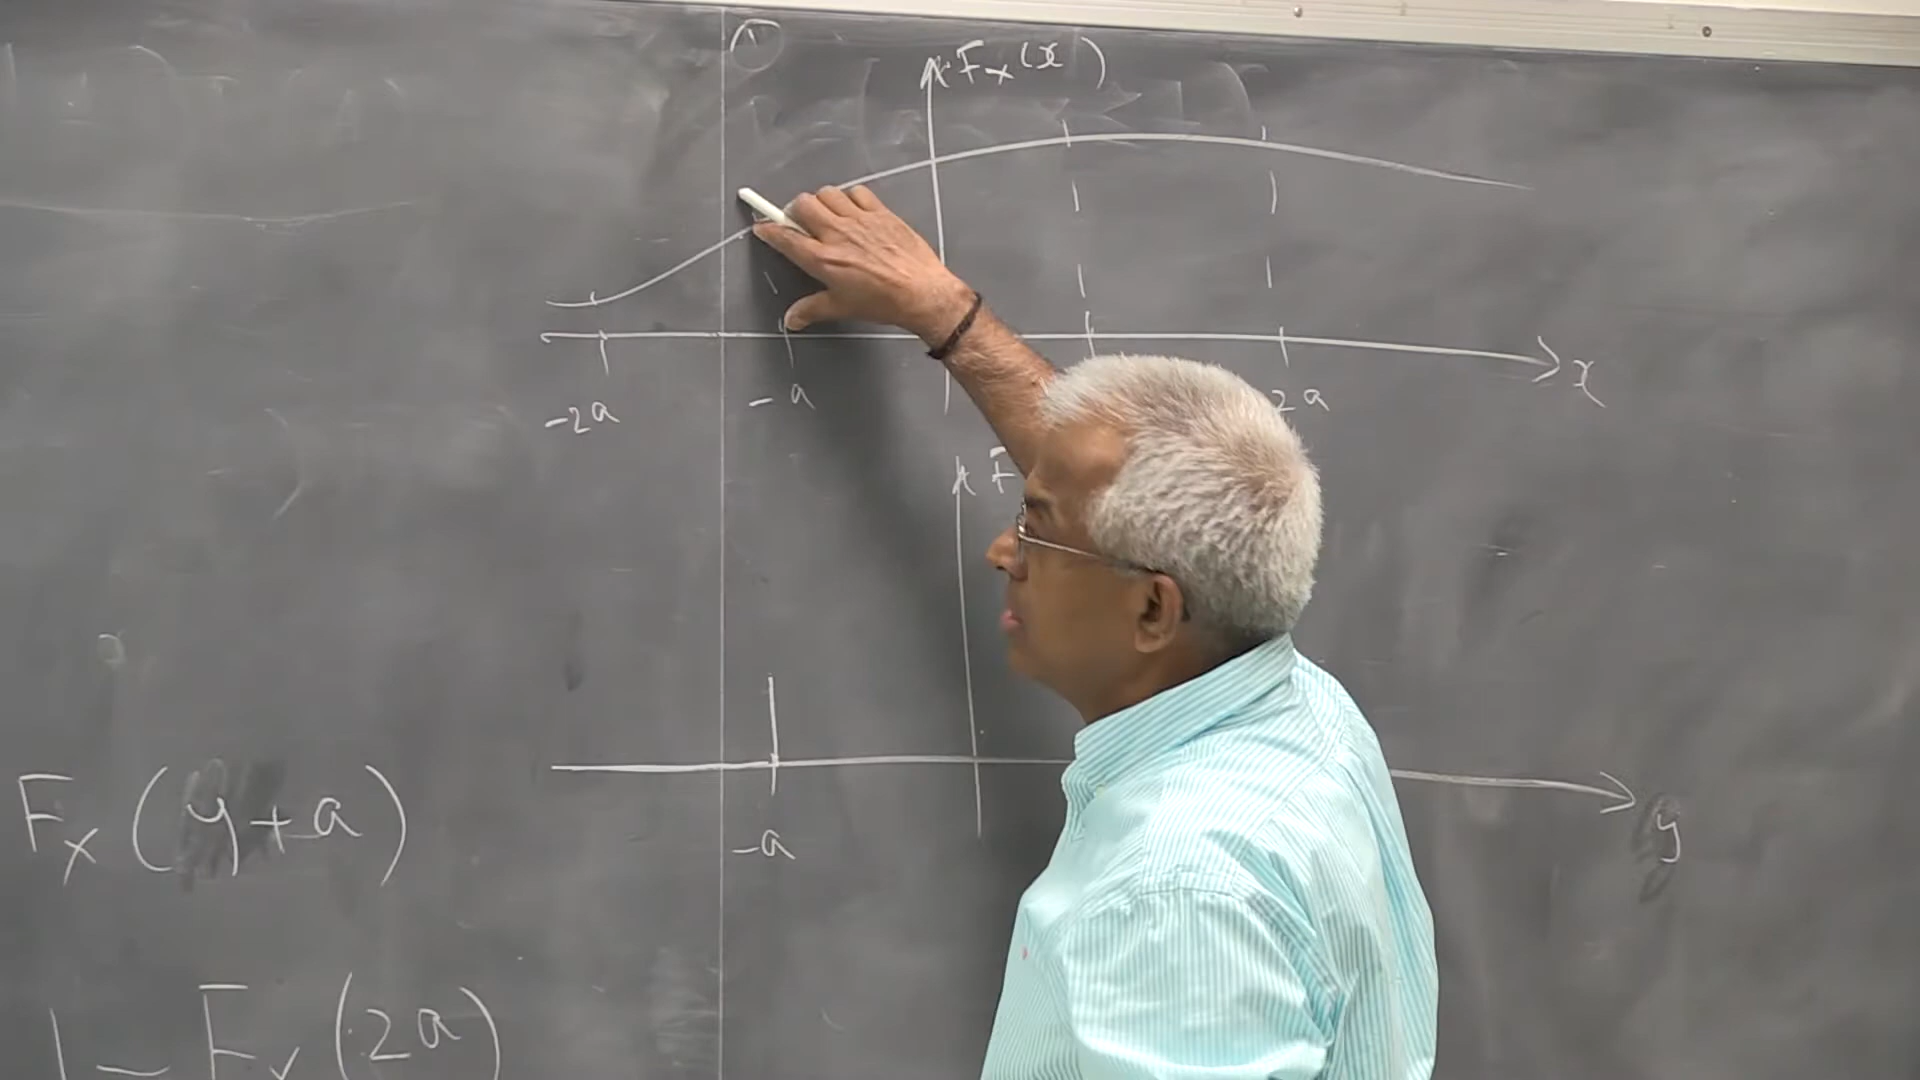 F_x(x)
x
-2a -a 2a
F
-a y
F_x(y+a)
1 - F_x(2a)